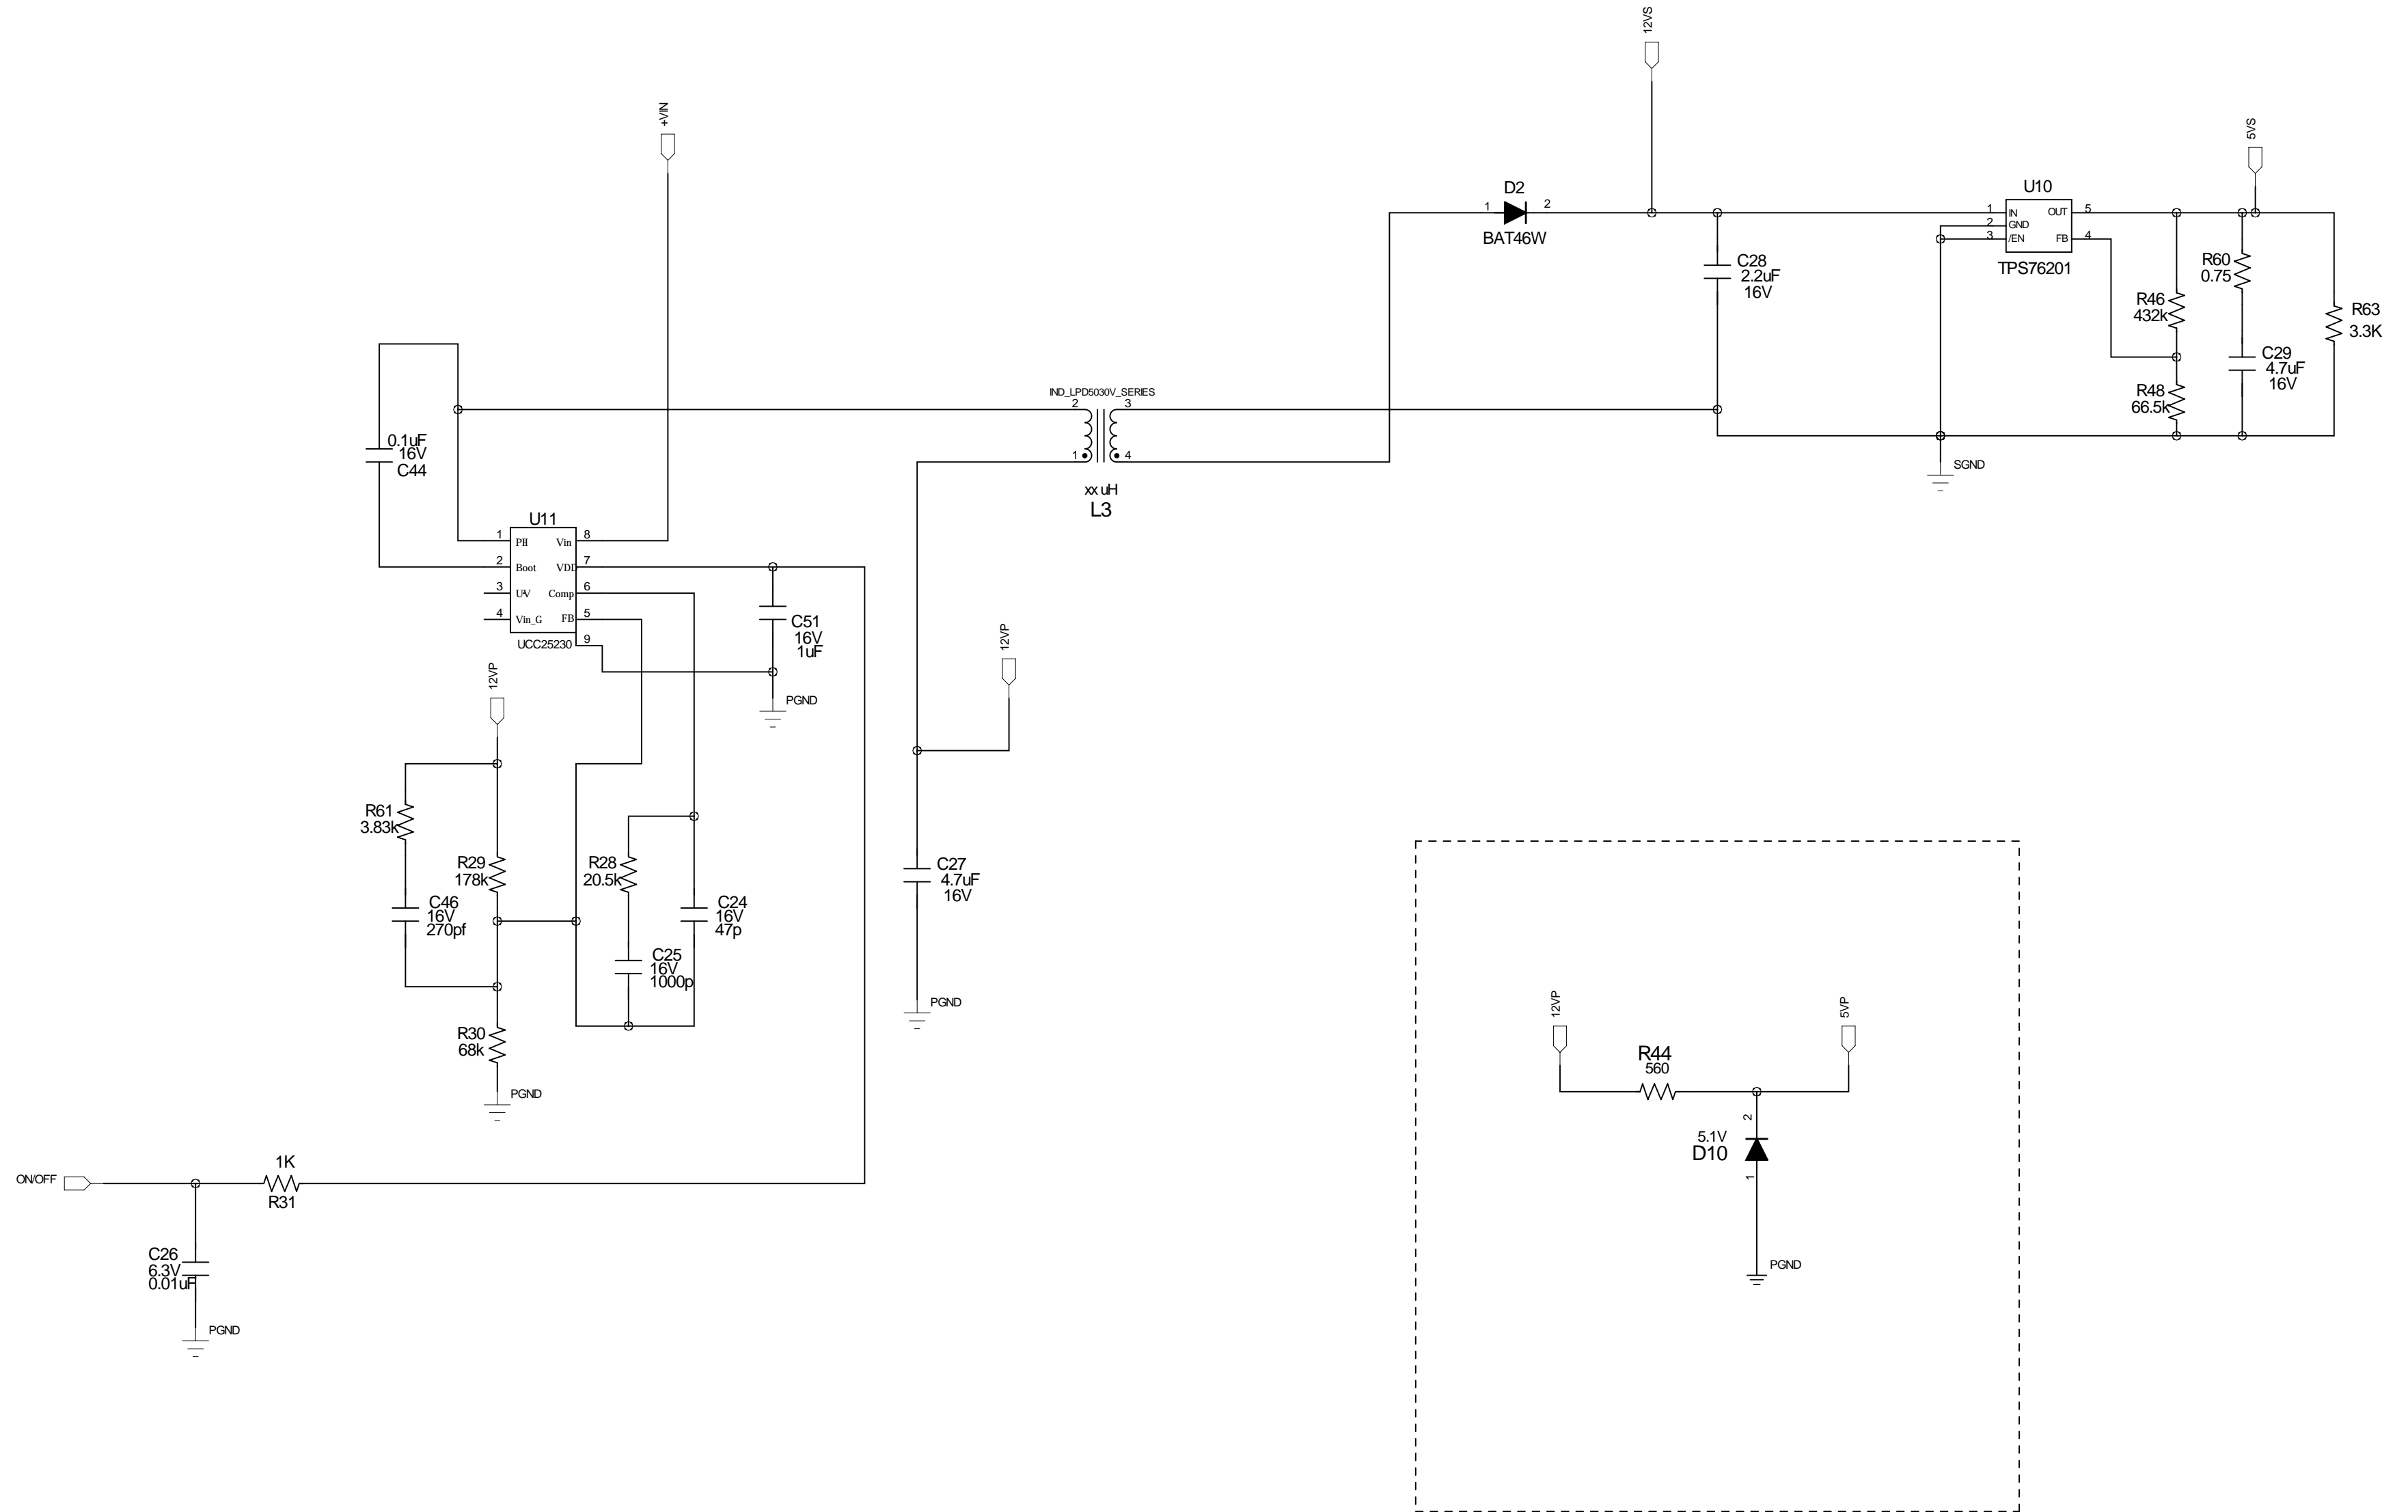 12VS
+VIN
5VS
D2
1
2
BAT46W
U10
1
IN
OUT
5
2
GND
3
/EN
FB
4
TPS76201
C28
2.2uF
16V
R60
0.75
R46
432k
R63
3.3K
C29
4.7uF
16V
R48
66.5k
SGND
IND_LPD5030V_SERIES
2
3
1
4
xx uH
L3
0.1uF
16V
C44
U11
1
PH
Vin
8
2
Boot
VDD
7
3
UV
Comp
6
4
Vin_G
FB
5
9
UCC25230
C51
16V
1uF
PGND
12VP
12VP
R61
3.83k
R29
178k
R28
20.5k
C46
16V
270pf
C24
16V
47p
C25
16V
1000p
C27
4.7uF
16V
PGND
R30
68k
PGND
12VP
5VP
R44
560
2
5.1V
D10
1
PGND
ON/OFF
1K
R31
C26
6.3V
0.01uF
PGND